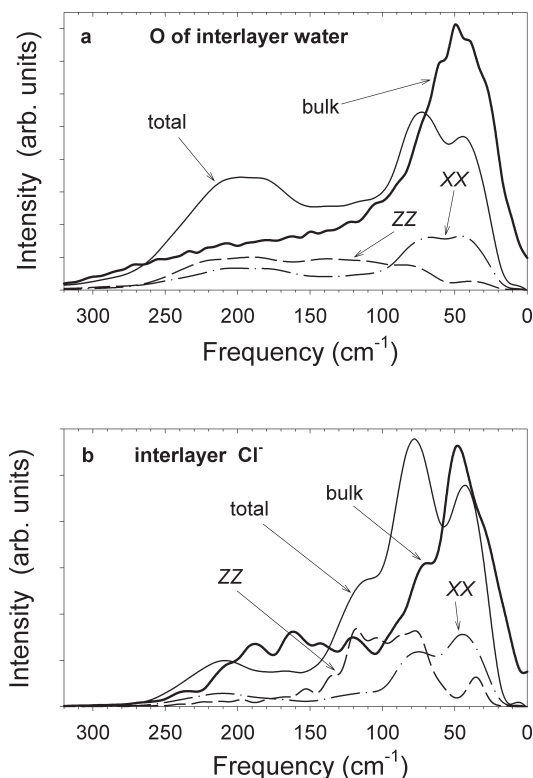 a O of interlayer water
bulk
total
XX
ZZ
Intensity (arb. units)
300 250 200 150 100 50 0
Frequency (cm⁻¹)
b interlayer Cl⁻
bulk
total
ZZ
XX
Intensity (arb. units)
300 250 200 150 100 50 0
Frequency (cm⁻¹)